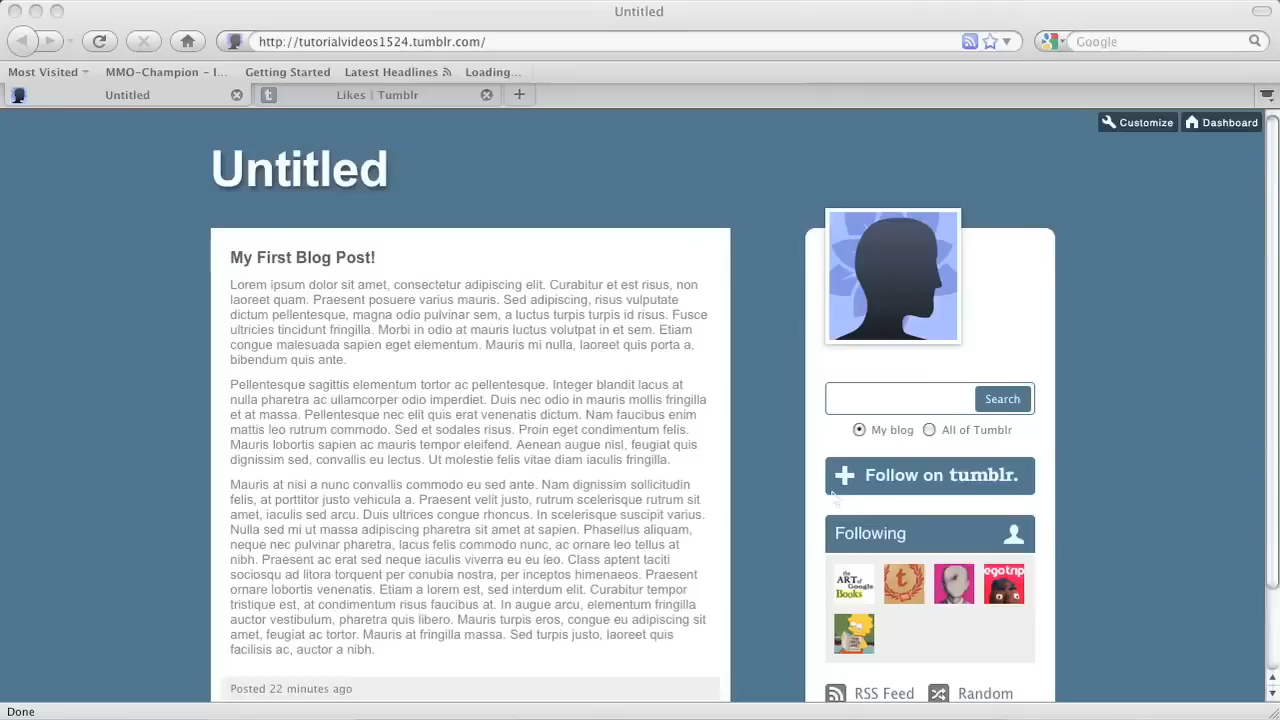 Untitled
http://tutorialvideos1524.tumblr.com/
Google
Most Visited MMO-Champion – I... Getting Started Latest Headlines Loading...
Untitled
Likes | Tumblr
Customize Dashboard
Untitled
My First Blog Post!
Lorem ipsum dolor sit amet, consectetur adipiscing elit. Curabitur et est risus, non
laoreet quam. Praesent posuere varius mauris. Sed adipiscing, risus vulputate
dictum pellentesque, magna odio pulvinar sem, a luctus turpis turpis id risus. Fusce
ultricies tincidunt fringilla. Morbi in odio at mauris luctus volutpat in et sem. Etiam
congue malesuada sapien eget elementum. Mauris mi nulla, laoreet quis porta a,
bibendum quis ante.
Pellentesque sagittis elementum tortor ac pellentesque. Integer blandit lacus at
nulla pharetra ac ullamcorper odio imperdiet. Duis nec odio in mauris mollis fringilla
et at massa. Pellentesque nec elit quis erat venenatis dictum. Nam faucibus enim
mattis leo rutrum commodo. Sed et sodales risus. Proin eget condimentum felis.
Mauris lobortis sapien ac mauris tempor eleifend. Aenean augue nisl, feugiat quis
dignissim sed, convallis eu lectus. Ut molestie felis vitae diam iaculis fringilla.
Mauris at nisi a nunc convallis commodo eu sed ante. Nam dignissim sollicitudin
felis, at porttitor justo vehicula a. Praesent velit justo, rutrum scelerisque rutrum sit
amet, iaculis sed arcu. Duis ultrices congue rhoncus. In scelerisque suscipit varius.
Nulla sed mi ut massa adipiscing pharetra sit amet at sapien. Phasellus aliquam,
neque nec pulvinar pharetra, lacus felis commodo nunc, ac ornare leo tellus at
nibh. Praesent ac erat sed neque iaculis viverra eu eu leo. Class aptent taciti
sociosqu ad litora torquent per conubia nostra, per inceptos himenaeos. Praesent
ornare lobortis venenatis. Etiam a lorem est, sed interdum elit. Curabitur tempor
tristique est, at condimentum risus faucibus at. In augue arcu, elementum fringilla
auctor vestibulum, pharetra quis libero. Mauris turpis eros, congue eu adipiscing sit
amet, feugiat ac tortor. Mauris at fringilla massa. Sed turpis justo, laoreet quis
facilisis ac, auctor a nibh.
Posted 22 minutes ago
Search
My blog All of Tumblr
Follow on tumblr.
Following
the
ART of
Google
Books
t
egotrip
RSS Feed Random
Done